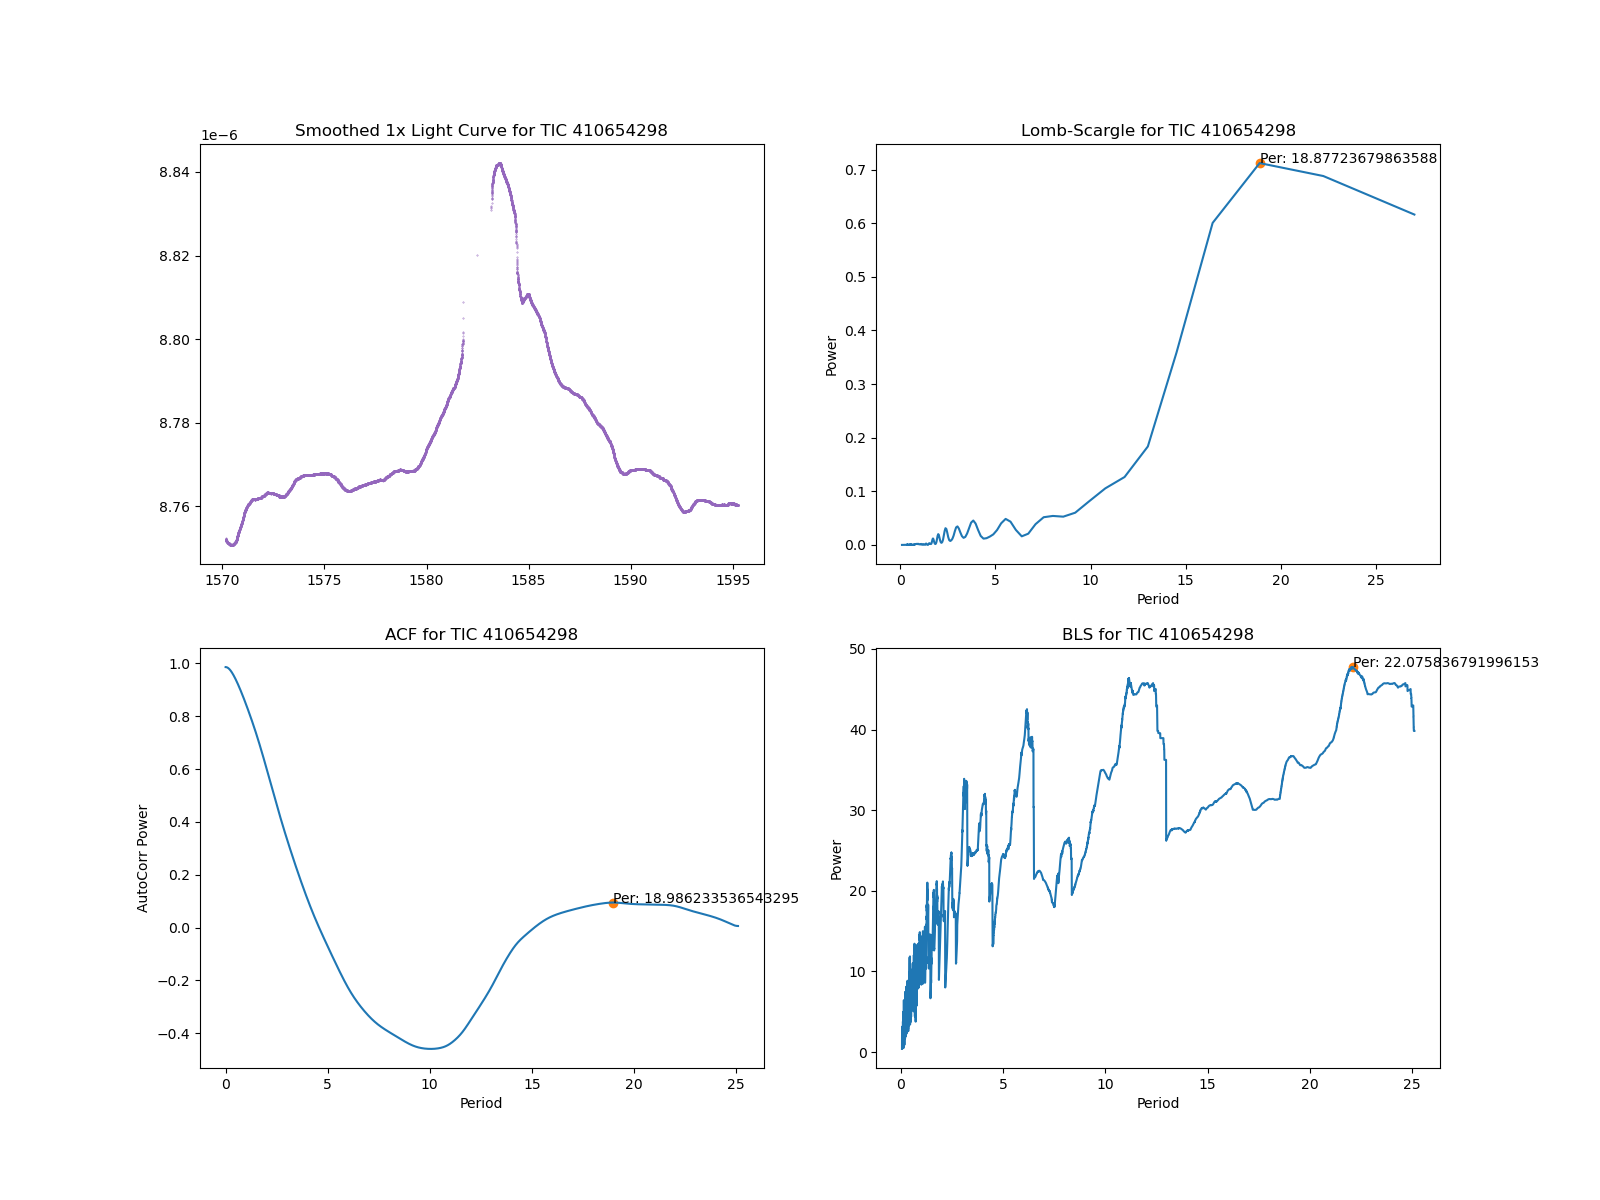 Smoothed 1x Light Curve for TIC 410654298
1e−6
8.84
8.82
8.80
8.78
8.76
1570 1575 1580 1585 1590 1595
Lomb-Scargle for TIC 410654298
Per: 18.87723679863588
Power
0.7
0.6
0.5
0.4
0.3
0.2
0.1
0.0
0 5 10 15 20 25
Period
ACF for TIC 410654298
AutoCorr Power
1.0
0.8
0.6
0.4
0.2
0.0
−0.2
−0.4
Per: 18.986233536543295
0 5 10 15 20 25
Period
BLS for TIC 410654298
Per: 22.075836791996153
Power
50
40
30
20
10
0
0 5 10 15 20 25
Period